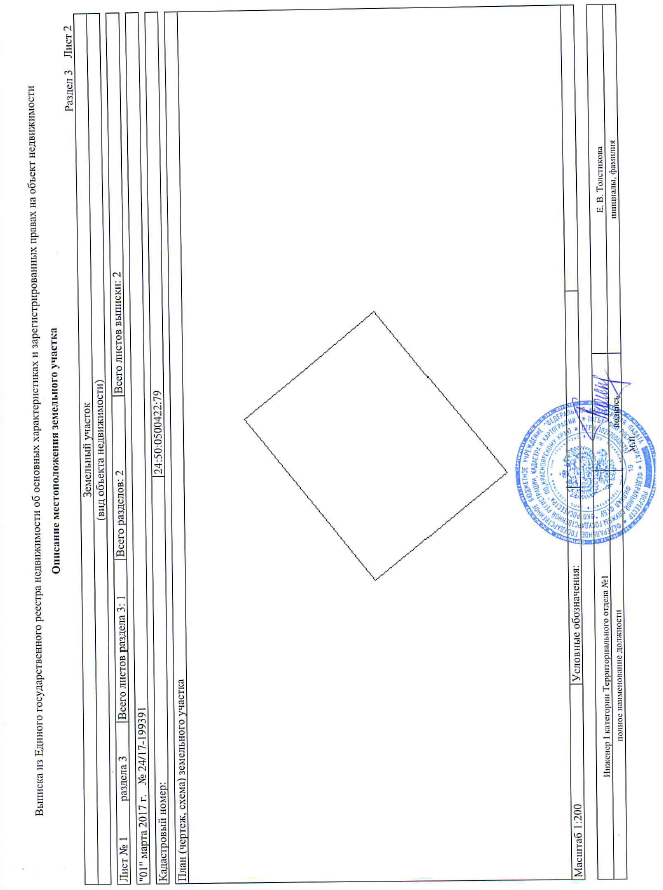 Выписка из Единого государственного реестра недвижимости об основных характеристиках и зарегистрированных правах на объект недвижимости
Описание местоположения земельного участка
Раздел 3 Лист 2
Земельный участок
(вид объекта недвижимости)
Лист № 1 раздела 3 Всего листов раздела 3: 1 Всего разделов: 2 Всего листов выписки: 2
"01" марта 2017 г. № 24/17-199391
Кадастровый номер: 24:50:0500422:79
План (чертеж, схема) земельного участка
Масштаб 1:200 Условные обозначения:
Инженер 1 категории Территориального отдела №1 Е. В. Толстикова
полное наименование должности подпись инициалы, фамилия
М.П.